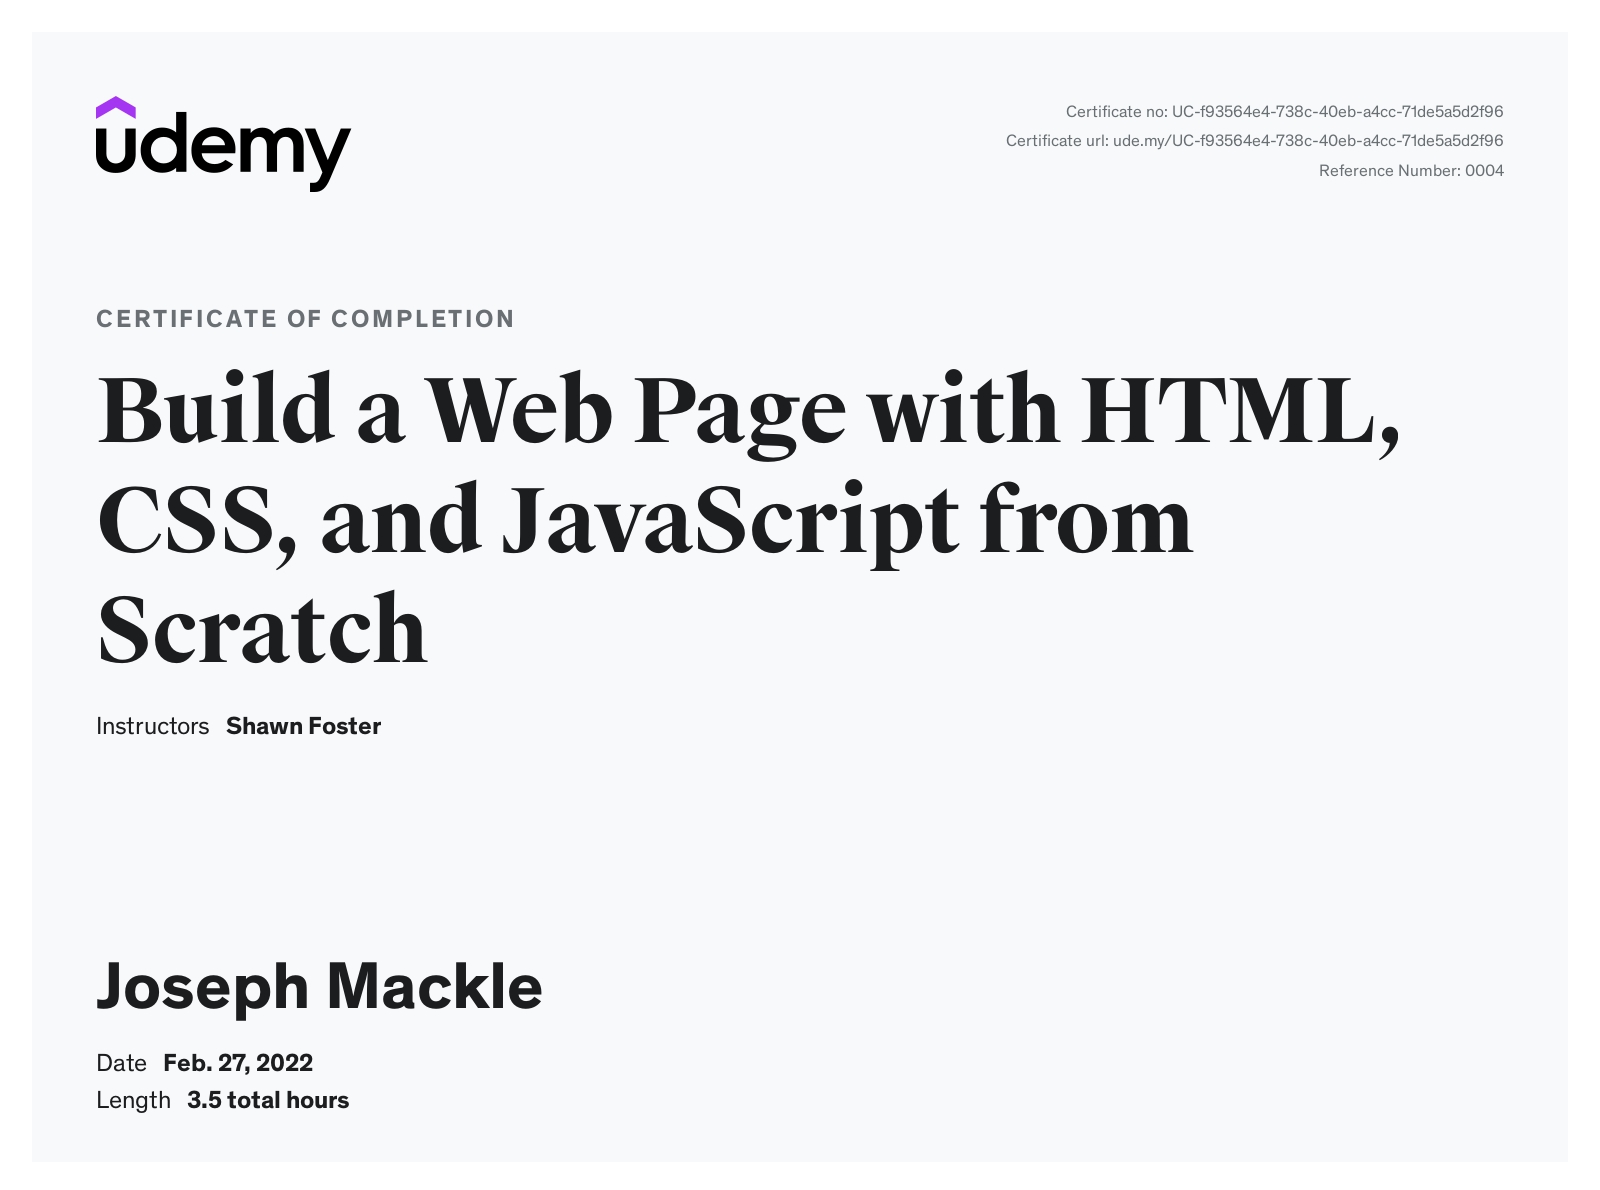 udemy
Certificate no: UC-f93564e4-738c-40eb-a4cc-71de5a5d2f96
Certificate url: ude.my/UC-f93564e4-738c-40eb-a4cc-71de5a5d2f96
Reference Number: 0004
CERTIFICATE OF COMPLETION
Build a Web Page with HTML,
CSS, and JavaScript from
Scratch
Instructors Shawn Foster
Joseph Mackle
Date Feb. 27, 2022
Length 3.5 total hours